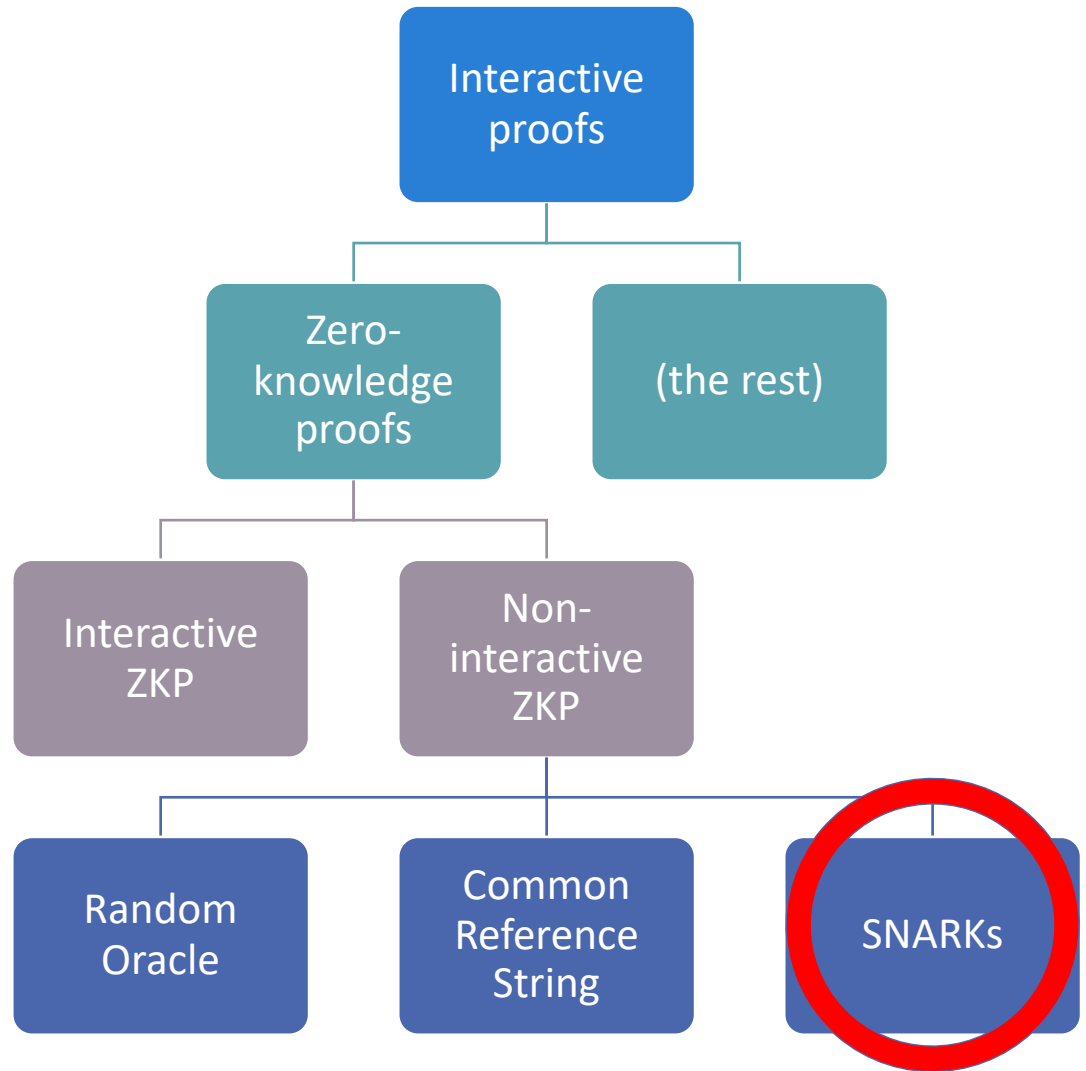 Interactive
proofs
Zero-
knowledge
proofs
(the rest)
Interactive
ZKP
Non-
interactive
ZKP
Random
Oracle
Common
Reference
String
SNARKs